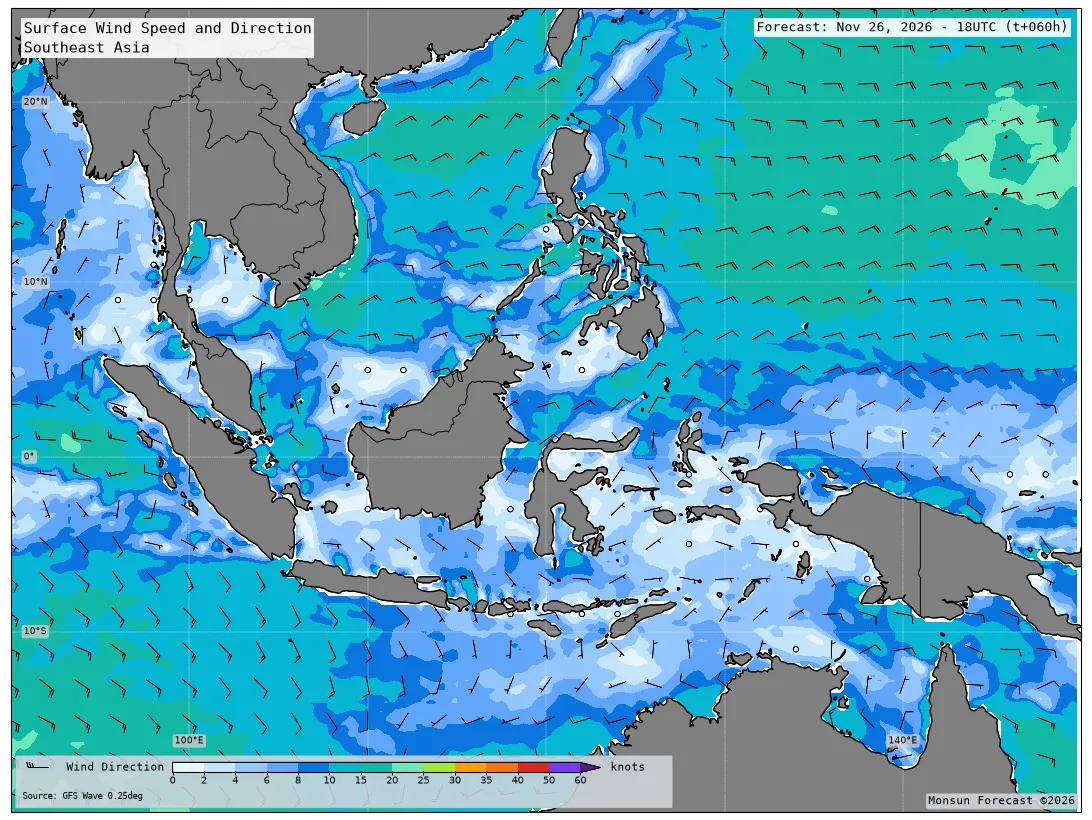 Surface Wind Speed and Direction
Southeast Asia
Forecast: Nov 26, 2026 - 18UTC (t+060h)
20°N
10°N
0°
10°S
100°E
140°E
Wind Direction
0 2 4 6 8 10 15 20 25 30 35 40 50 60
knots
Source: GFS Wave 0.25deg
Monsun Forecast ©2026